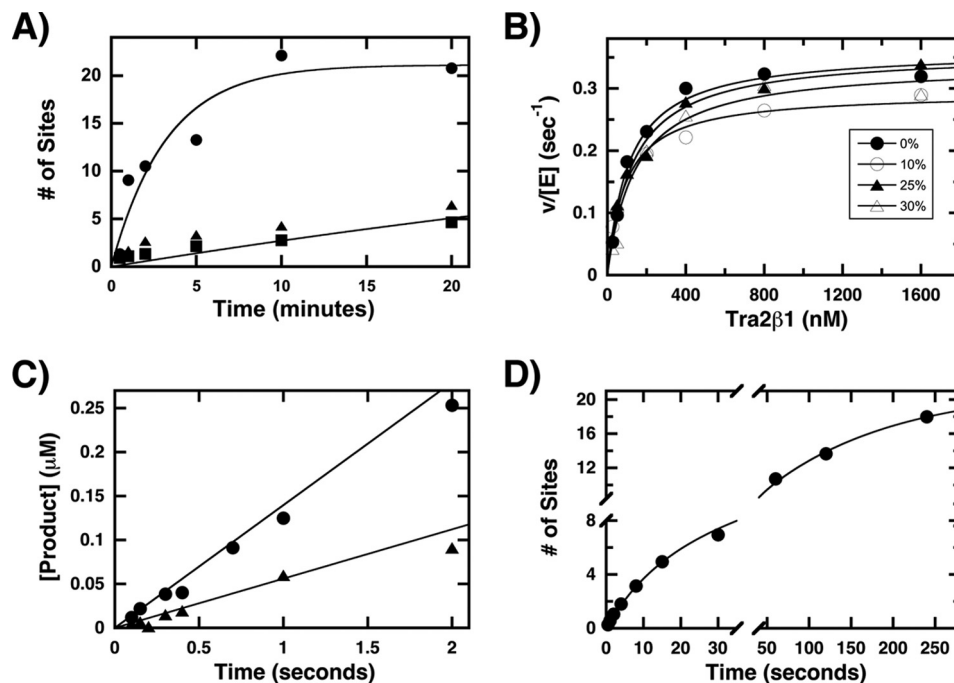 A)
# of Sites
20
15
10
5
0
0 5 10 15 20
Time (minutes)
B)
v/[E] (sec⁻¹)
0.3
0.2
0.1
0
0 400 800 1200 1600
Tra2β1 (nM)
0%
10%
25%
30%
C)
[Product] (μM)
0.25
0.2
0.15
0.1
0.05
0
0 0.5 1 1.5 2
Time (seconds)
D)
# of Sites
20
18
16
14
12
10
8
4
0
0 10 20 30 50 100 150 200 250
Time (seconds)